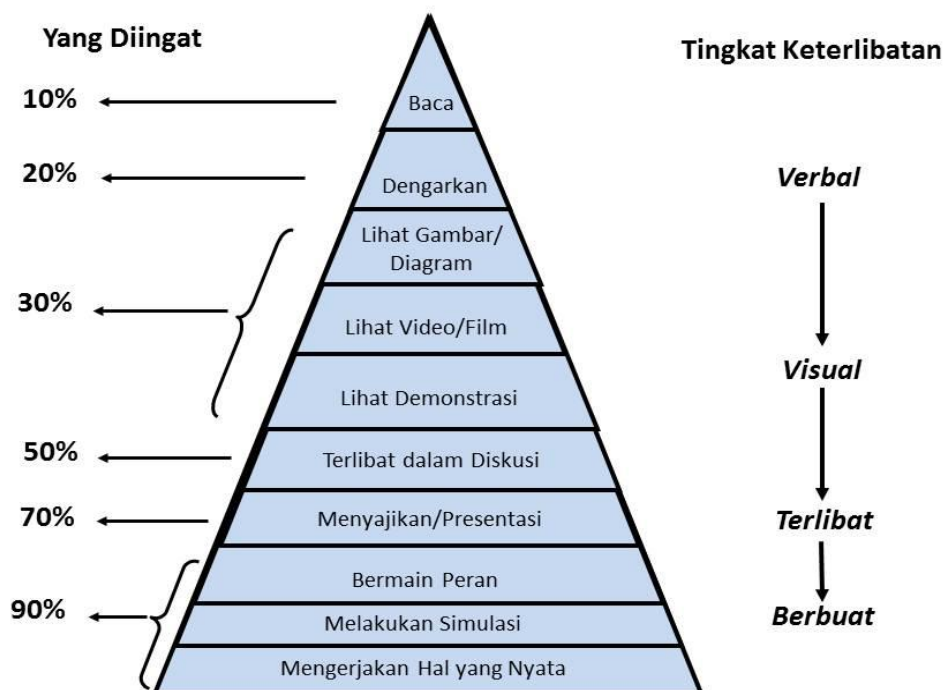 Yang Diingat
Tingkat Keterlibatan
10%
Baca
20%
Dengarkan
Verbal
Lihat Gambar/
Diagram
30%
Lihat Video/Film
Visual
Lihat Demonstrasi
50%
Terlibat dalam Diskusi
70%
Menyajikan/Presentasi
Terlibat
Bermain Peran
90%
Melakukan Simulasi
Berbuat
Mengerjakan Hal yang Nyata